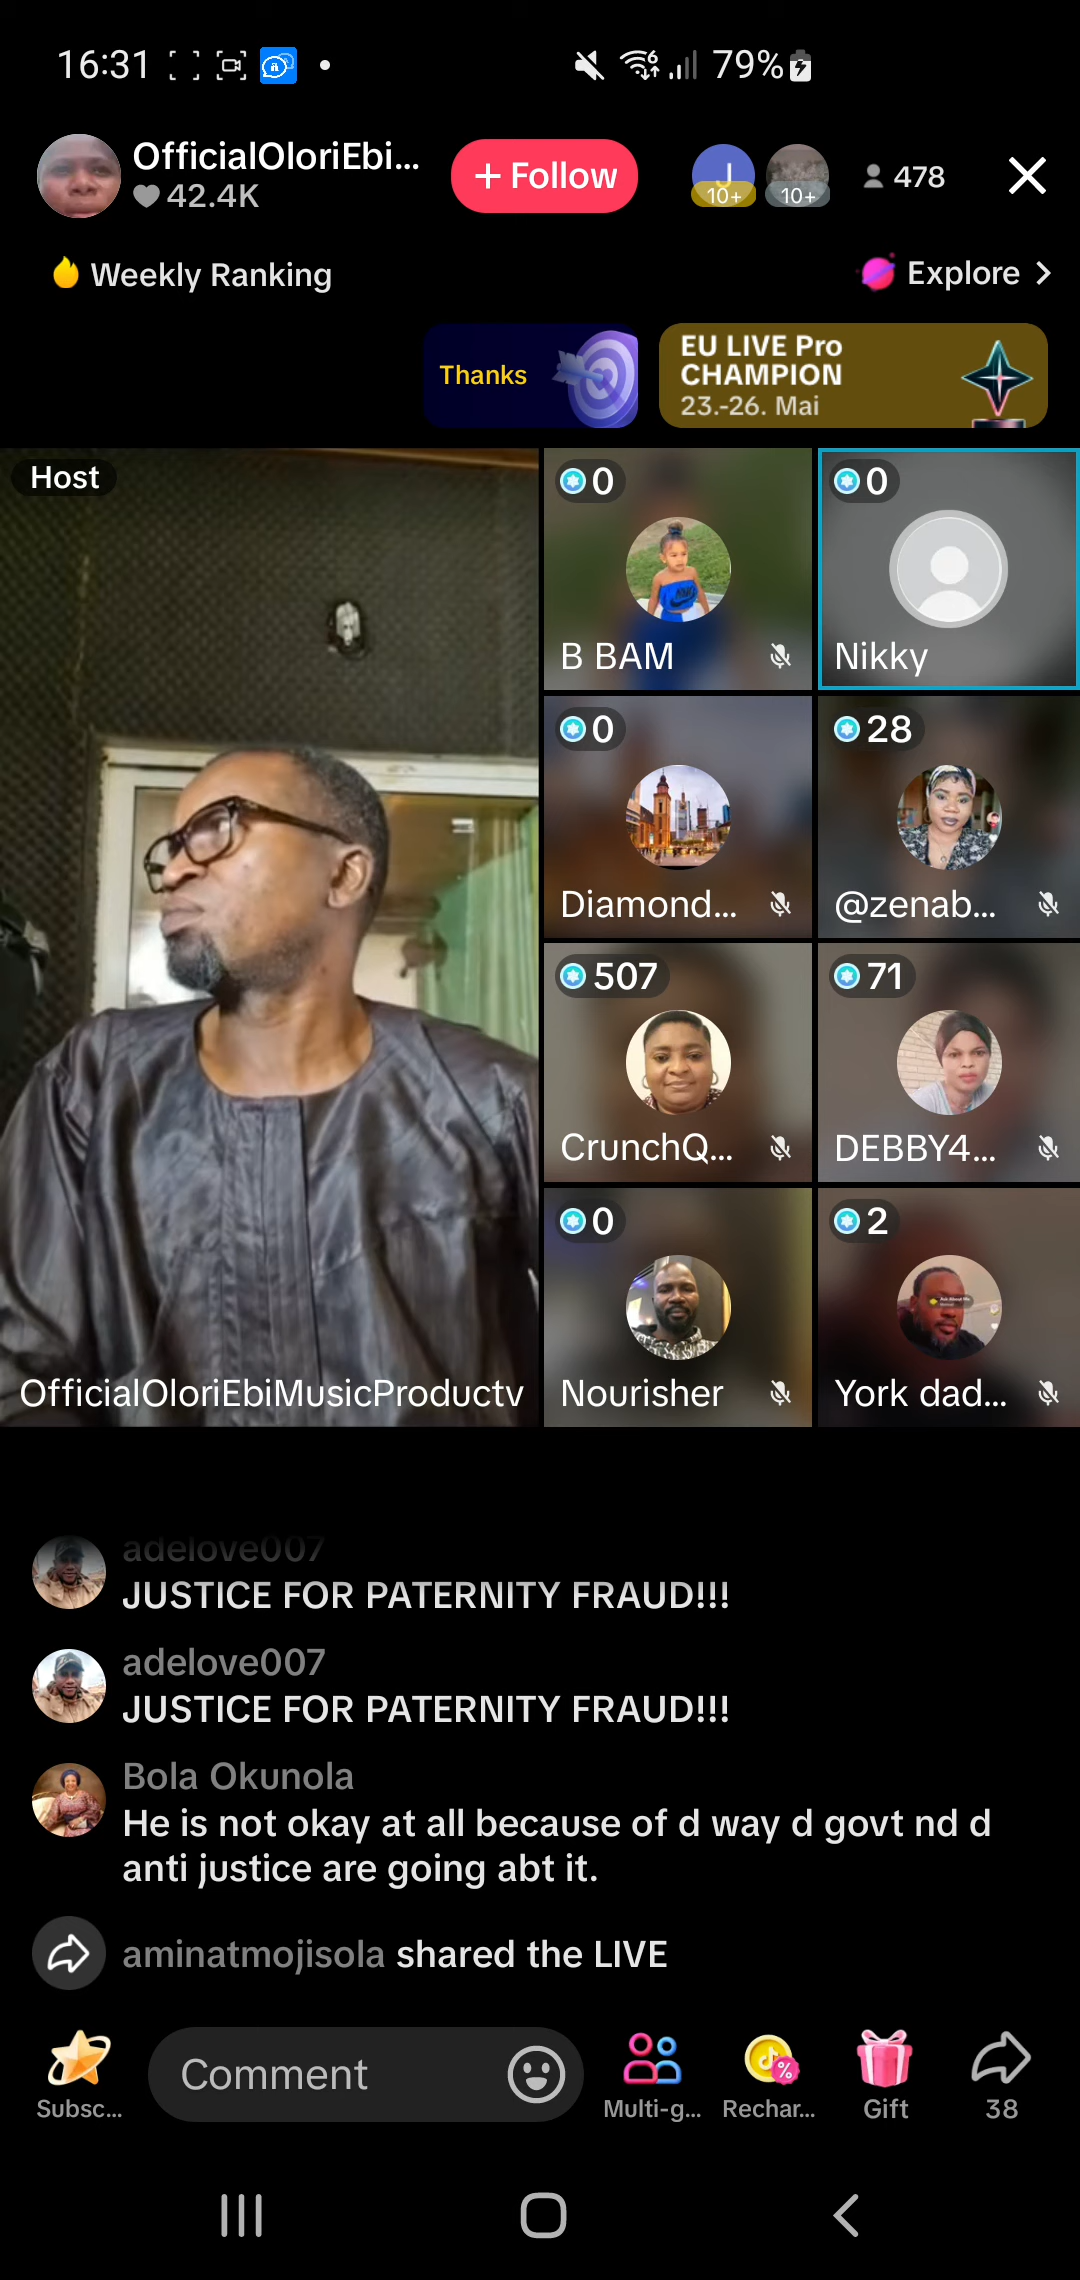 16:31
79%
OfficialOloriEbi...
42.4K
+ Follow
J
10+
10+
478
Weekly Ranking
Explore
Thanks
EU LIVE Pro
CHAMPION
23.-26. Mai
Host
OfficialOloriEbiMusicProductv
0
B BAM
0
Nikky
0
Diamond...
28
@zenab...
507
CrunchQ...
71
DEBBY4...
0
Nourisher
2
York dad...
adelove007
JUSTICE FOR PATERNITY FRAUD!!!
adelove007
JUSTICE FOR PATERNITY FRAUD!!!
Bola Okunola
He is not okay at all because of d way d govt nd d
anti justice are going abt it.
aminatmojisola shared the LIVE
Comment
Subsc...
Multi-g...
Rechar...
Gift
38